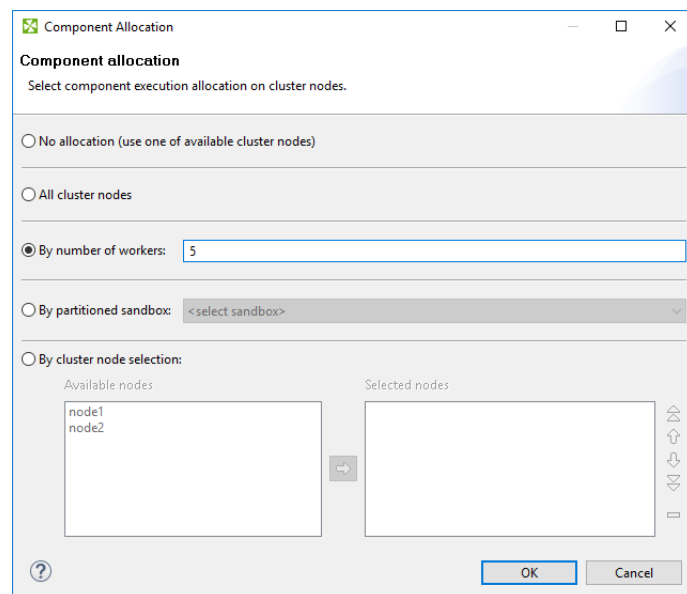 Component Allocation
Component allocation
Select component execution allocation on cluster nodes.
No allocation (use one of available cluster nodes)
All cluster nodes
By number of workers: 5
By partitioned sandbox: <select sandbox>
By cluster node selection:
Available nodes Selected nodes
node1
node2
OK Cancel